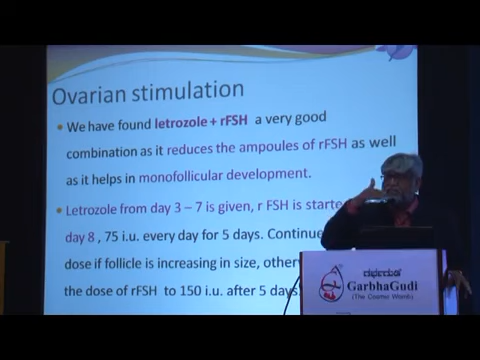 Ovarian stimulation
We have found letrozole + rFSH a very good
combination as it reduces the ampoules of rFSH as well
as it helps in monofollicular development.
Letrozole from day 3 – 7 is given, r FSH is starte
day 8 , 75 i.u. every day for 5 days. Continue
dose if follicle is increasing in size, other
the dose of rFSH to 150 i.u. after 5 days.
ಗರ್ಭಗುಡಿ
GarbhaGudi
(The Cosmic Womb)